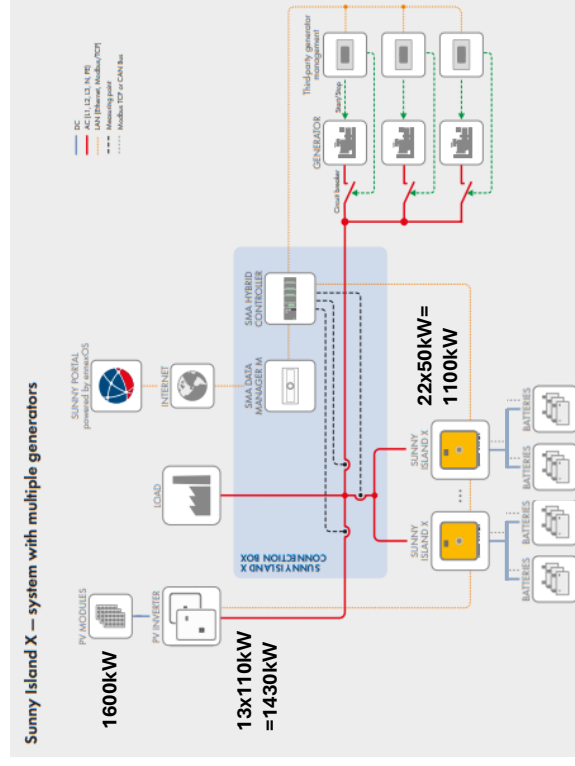 Sunny Island X – system with multiple generators
DC
AC (L1, L2, L3, N, PE)
LAN (Ethernet, Modbus/TCP)
Measuring point
Modbus TCP or CAN Bus
PV MODULES
1600kW
PV INVERTER
13x110kW
=1430kW
LOAD
SUNNY PORTAL
powered by ennexOS
INTERNET
SMA DATA
MANAGER M
SMA HYBRID
CONTROLLER
SUNNY ISLAND X
CONNECTION BOX
GENERATOR
Third-party generator
management
Start/Stop
Circuit breaker
22x50kW=
1100kW
SUNNY
ISLAND X
SUNNY
ISLAND X
BATTERIES
BATTERIES
BATTERIES
BATTERIES